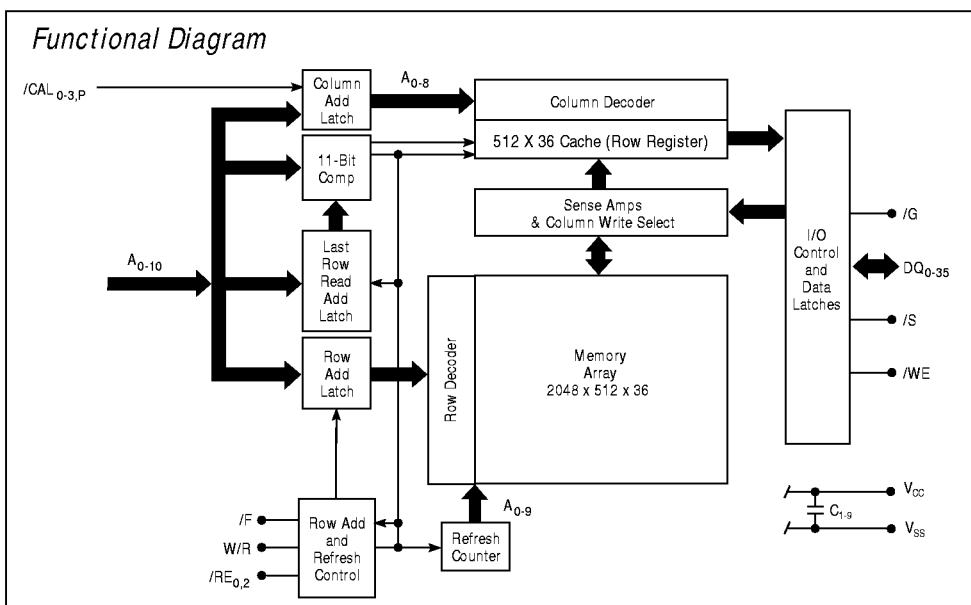 Functional Diagram
/CAL0-3,P
Column
Add
Latch
A0-8
Column Decoder
512 X 36 Cache (Row Register)
11-Bit
Comp
Sense Amps
& Column Write Select
I/O
Control
and
Data
Latches
/G
DQ0-35
/S
/WE
A0-10
Last
Row
Read
Add
Latch
Row
Add
Latch
Row Decoder
Memory
Array
2048 x 512 x 36
A0-9
/F
W/R
/RE0,2
Row Add
and
Refresh
Control
Refresh
Counter
VCC
C1-9
VSS